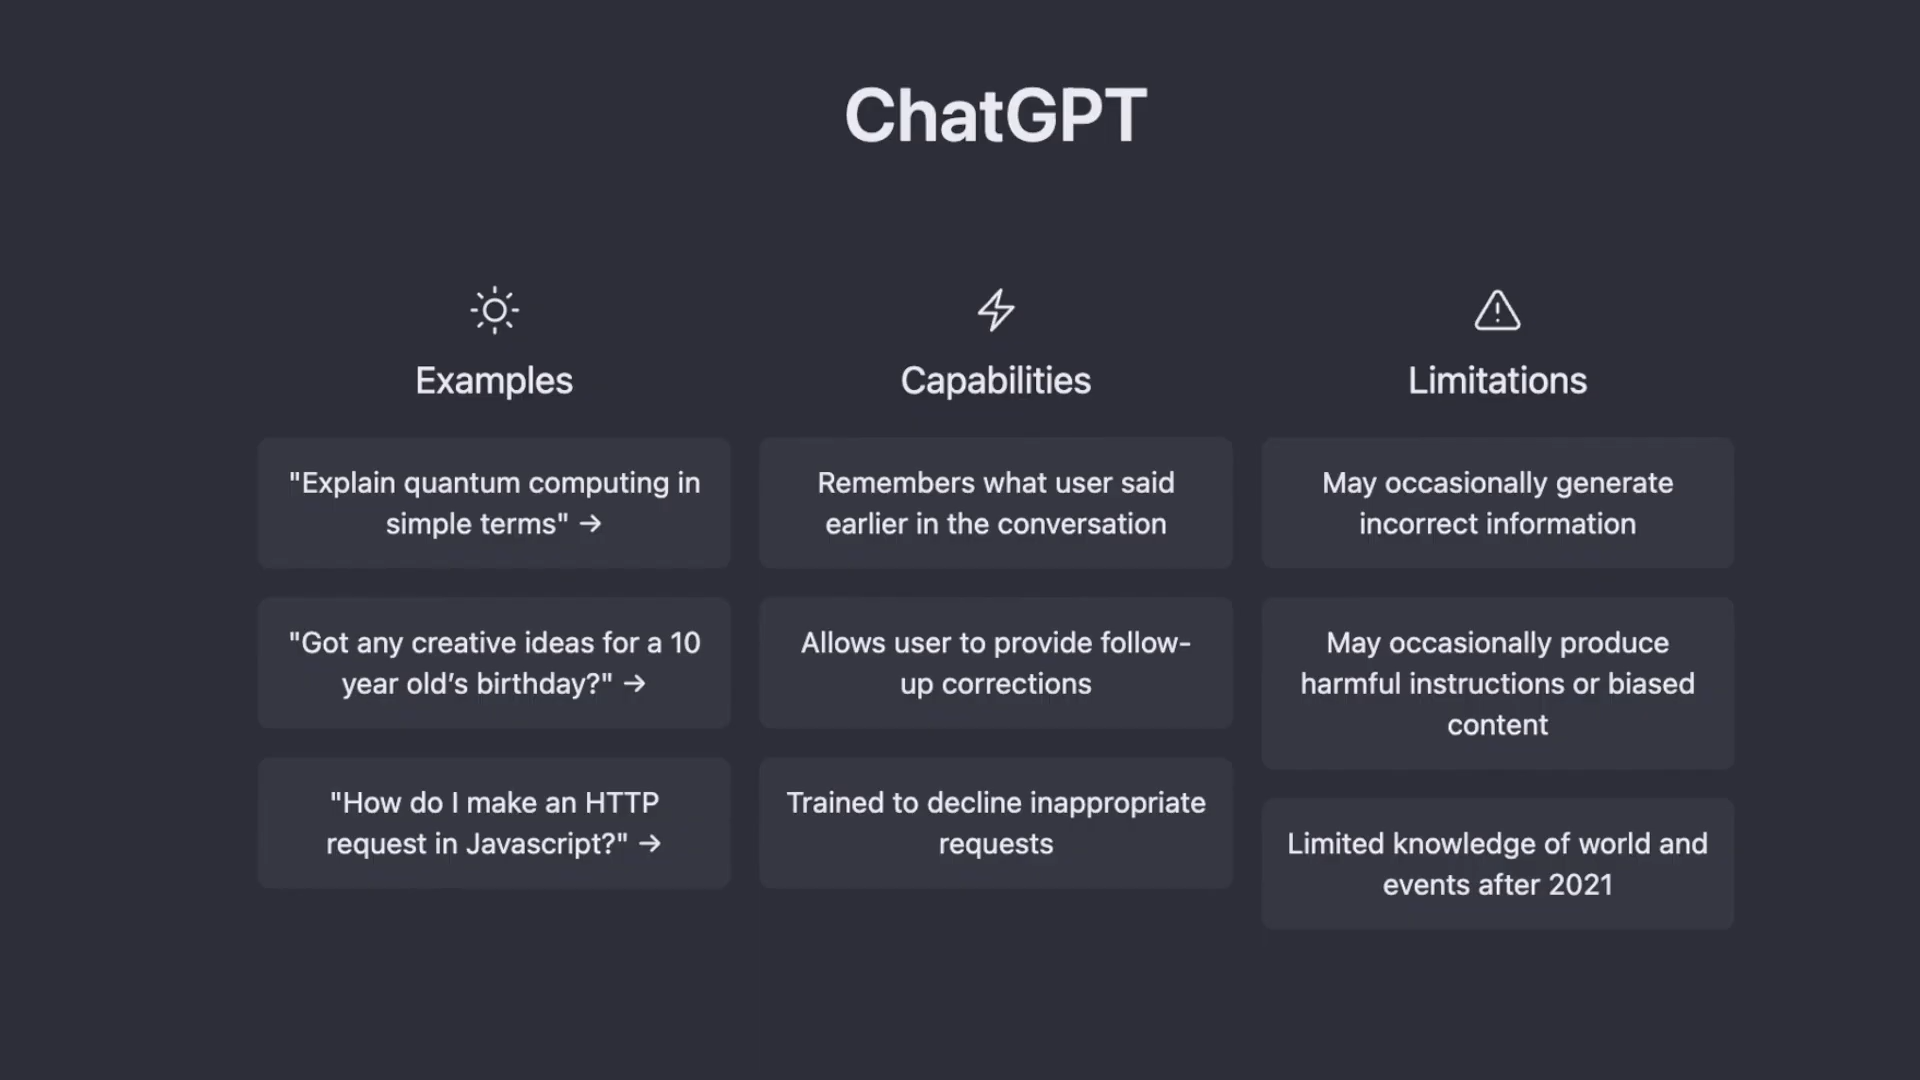 ChatGPT
Examples
"Explain quantum computing in
simple terms" →
"Got any creative ideas for a 10
year old’s birthday?" →
"How do I make an HTTP
request in Javascript?" →
Capabilities
Remembers what user said
earlier in the conversation
Allows user to provide follow-
up corrections
Trained to decline inappropriate
requests
Limitations
May occasionally generate
incorrect information
May occasionally produce
harmful instructions or biased
content
Limited knowledge of world and
events after 2021